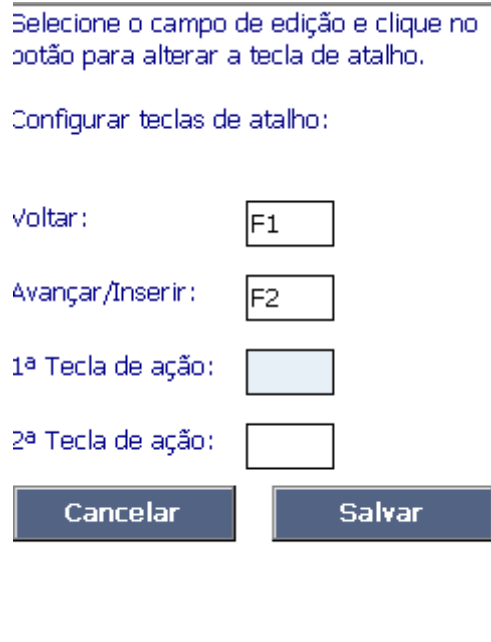 Selecione o campo de edição e clique no
botão para alterar a tecla de atalho.
Configurar teclas de atalho:
Voltar: F1
Avançar/Inserir: F2
1ª Tecla de ação:
2ª Tecla de ação:
Cancelar Salvar